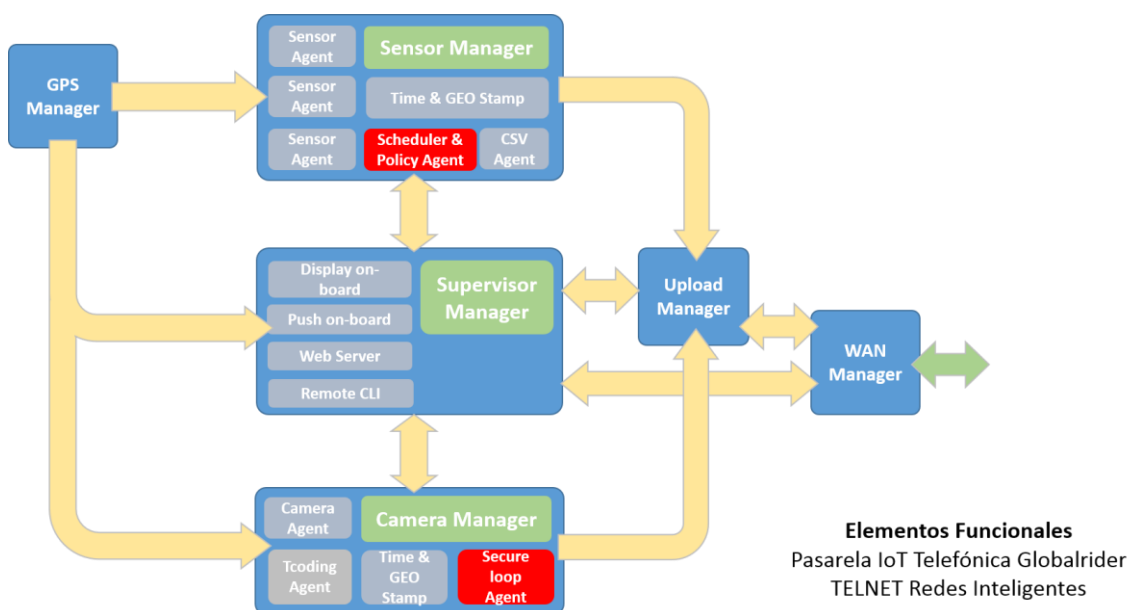 GPS
Manager
Sensor
Agent
Sensor Manager
Sensor
Agent
Time & GEO Stamp
Sensor
Agent
Scheduler &
Policy Agent
CSV
Agent
Display on-
board
Supervisor
Manager
Push on-board
Web Server
Remote CLI
Upload
Manager
WAN
Manager
Camera
Agent
Camera Manager
Tcoding
Agent
Time &
GEO
Stamp
Secure
loop
Agent
Elementos Funcionales
Pasarela IoT Telefónica Globalrider
TELNET Redes Inteligentes